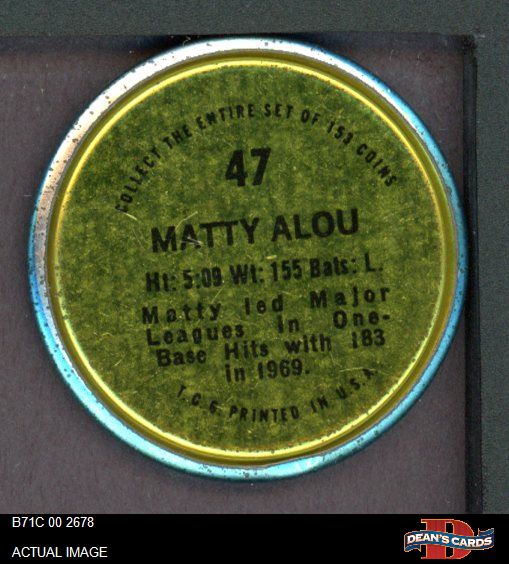 COLLECT THE ENTIRE SET OF 153 COINS
47
MATTY ALOU
Ht: 5:09 Wt: 155 Bats: L.
Matty led Major
Leagues in One-
Base Hits with 183
in 1969.
T.C.G. PRINTED IN U.S.A.
B71C 00 2678
ACTUAL IMAGE
D
DEAN'S CARDS